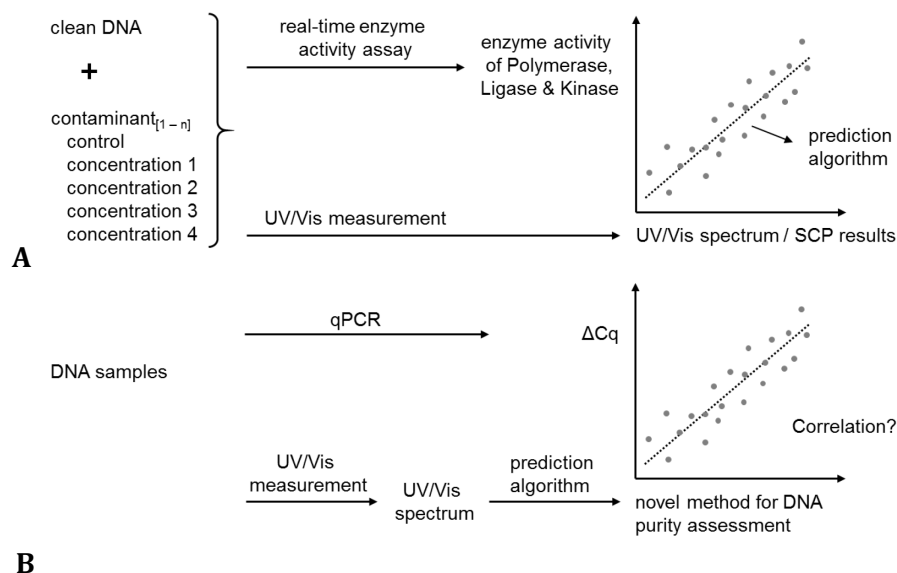 clean DNA
+
contaminant[1 – n]
control
concentration 1
concentration 2
concentration 3
concentration 4
real-time enzyme
activity assay
enzyme activity
of Polymerase,
Ligase & Kinase
UV/Vis measurement
prediction
algorithm
UV/Vis spectrum / SCP results
A
DNA samples
qPCR
ΔCq
Correlation?
UV/Vis
measurement
UV/Vis
spectrum
prediction
algorithm
novel method for DNA
purity assessment
B